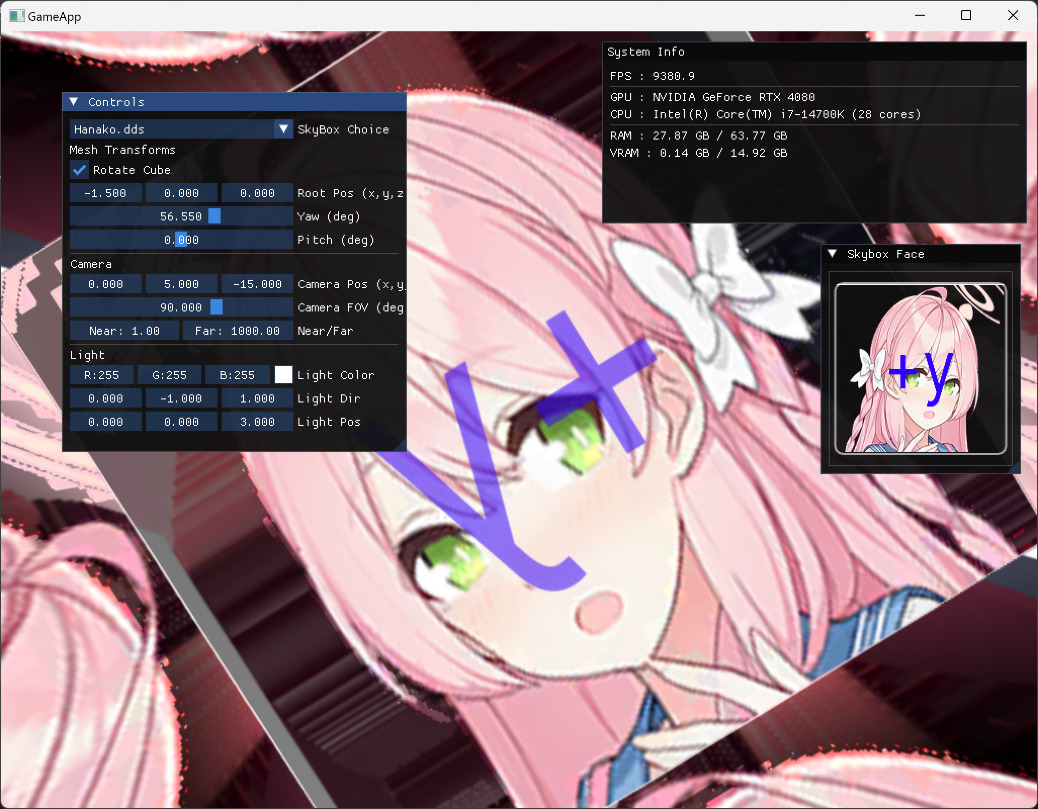 GameApp
Controls
Hanako.dds SkyBox Choice
Mesh Transforms
Rotate Cube
-1.500 0.000 0.000 Root Pos (x,y,z
56.550 Yaw (deg)
0.000 Pitch (deg)
Camera
0.000 5.000 -15.000 Camera Pos (x,y
90.000 Camera FOV (deg
Near: 1.00 Far: 1000.00 Near/Far
Light
R:255 G:255 B:255 Light Color
0.000 -1.000 1.000 Light Dir
0.000 0.000 3.000 Light Pos
System Info
FPS : 9380.9
GPU : NVIDIA GeForce RTX 4080
CPU : Intel(R) Core(TM) i7-14700K (28 cores)
RAM : 27.87 GB / 63.77 GB
VRAM : 0.14 GB / 14.92 GB
Skybox Face
+y
+y